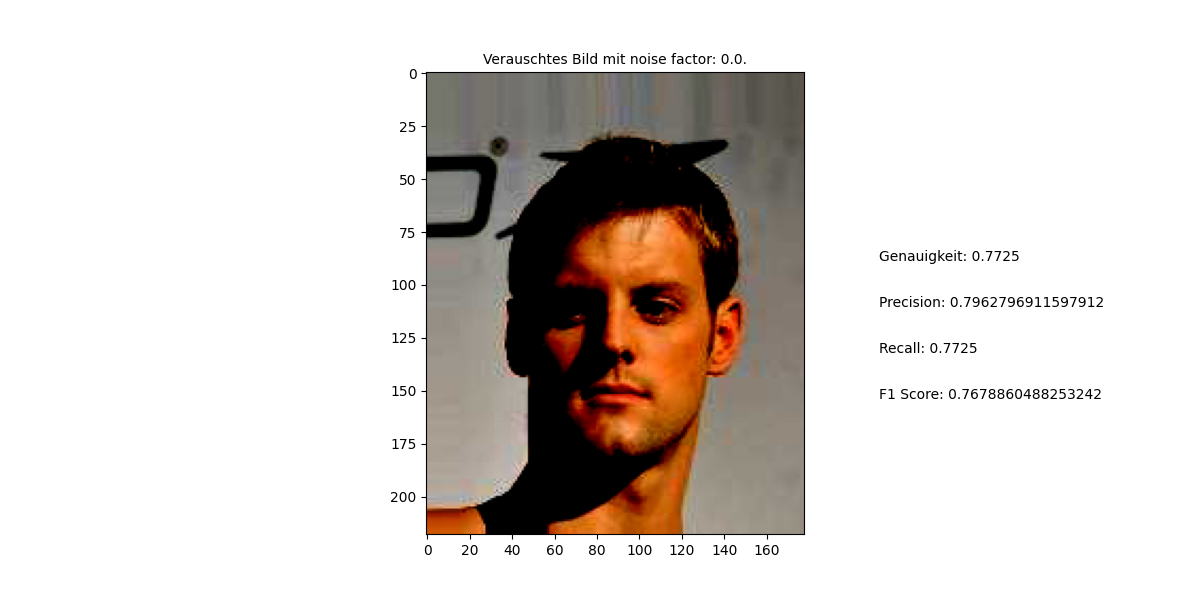 Verauschtes Bild mit noise factor: 0.0.
0
25
50
75
100
125
150
175
200
0 20 40 60 80 100 120 140 160
Genauigkeit: 0.7725
Precision: 0.7962796911597912
Recall: 0.7725
F1 Score: 0.7678860488253242